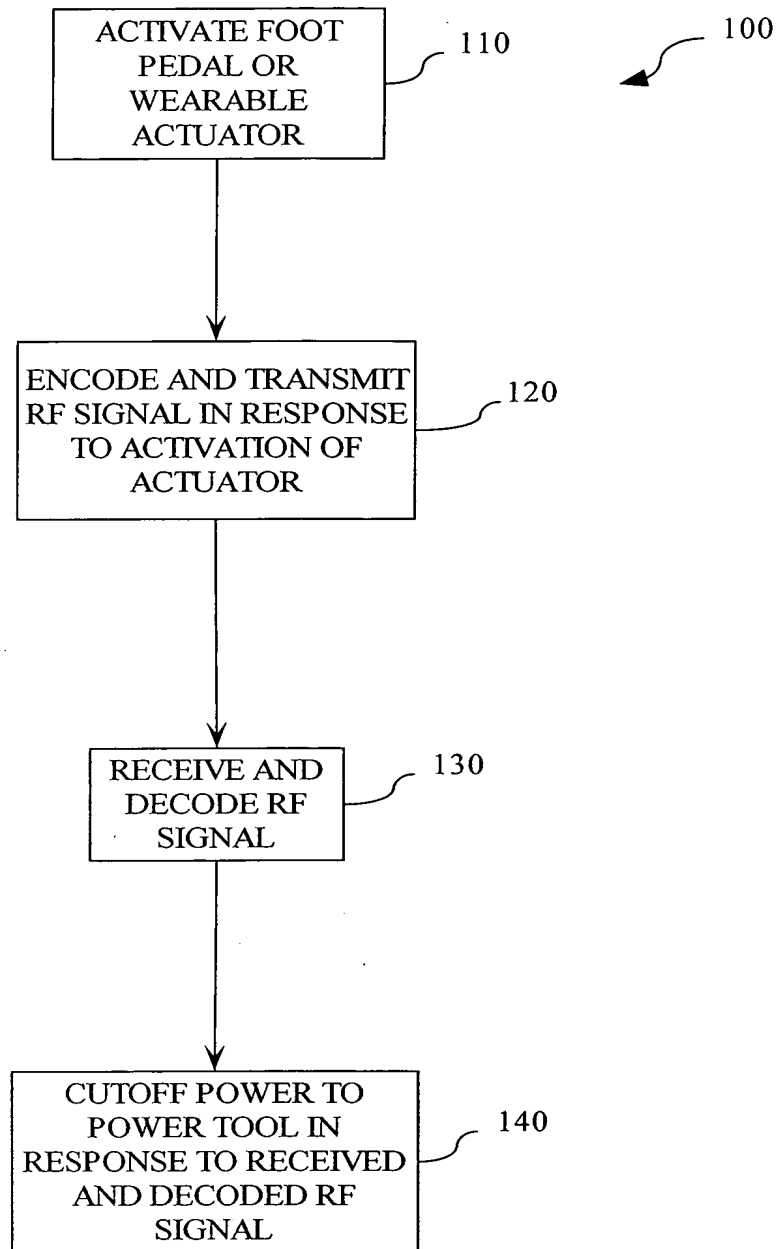 ACTIVATE FOOT
PEDAL OR
WEARABLE
ACTUATOR
110
100
ENCODE AND TRANSMIT
RF SIGNAL IN RESPONSE
TO ACTIVATION OF
ACTUATOR
120
RECEIVE AND
DECODE RF
SIGNAL
130
CUTOFF POWER TO
POWER TOOL IN
RESPONSE TO RECEIVED
AND DECODED RF
SIGNAL
140